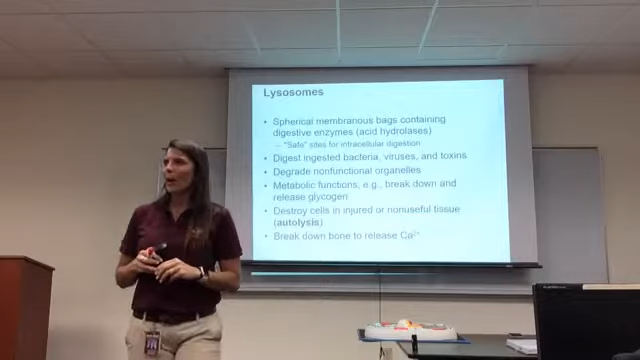 Lysosomes
• Spherical membranous bags containing
digestive enzymes (acid hydrolases)
– "Safe" sites for intracellular digestion
• Digest ingested bacteria, viruses, and toxins
• Degrade nonfunctional organelles
• Metabolic functions, e.g., break down and
release glycogen
• Destroy cells in injured or nonuseful tissue
(autolysis)
• Break down bone to release Ca²⁺